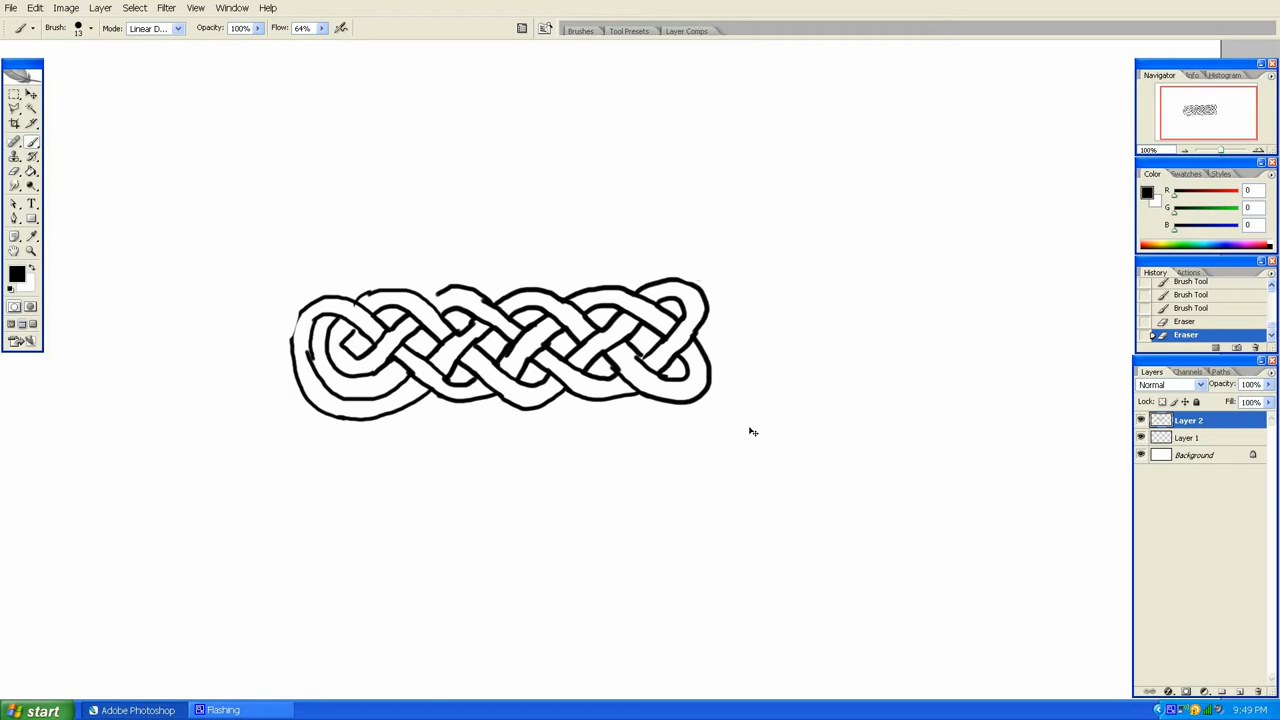 File Edit Image Layer Select Filter View Window Help
Brush: 13 Mode: Linear D... Opacity: 100% Flow: 64% Brushes Tool Presets Layer Comps
Navigator Info Histogram
100%
Color Swatches Styles
R 0
G 0
B 0
History Actions
Brush Tool
Brush Tool
Brush Tool
Eraser
Eraser
Layers Channels Paths
Normal Opacity: 100%
Lock: Fill: 100%
Layer 2
Layer 1
Background
start Adobe Photoshop Flashing 9:49 PM